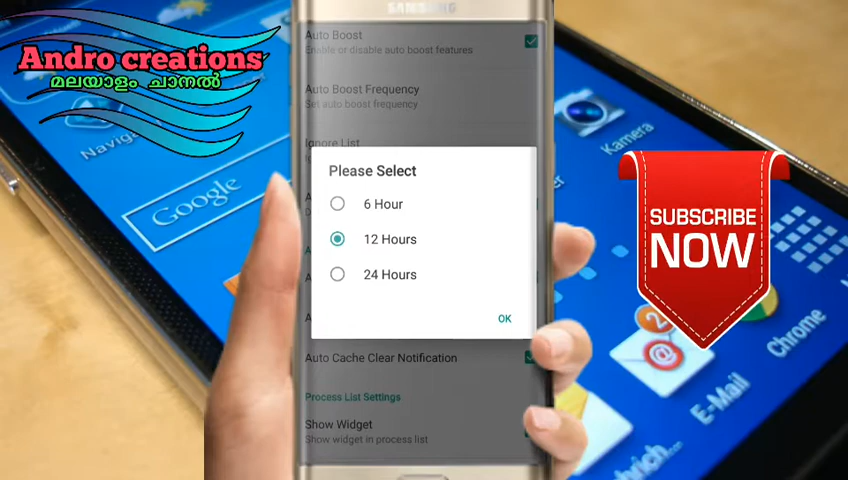 SAMSUNG
Andro creations
മലയാളം ചാനൽ
Auto Boost
Enable or disable auto boost features
Auto Boost Frequency
Set auto boost frequency
Ignore List
Please Select
6 Hour
12 Hours
24 Hours
OK
Auto Cache Clear Notification
Process List Settings
Show Widget
Show widget in process list
Google
Kamera
SUBSCRIBE
NOW
2
@
E-Mail
Chrome